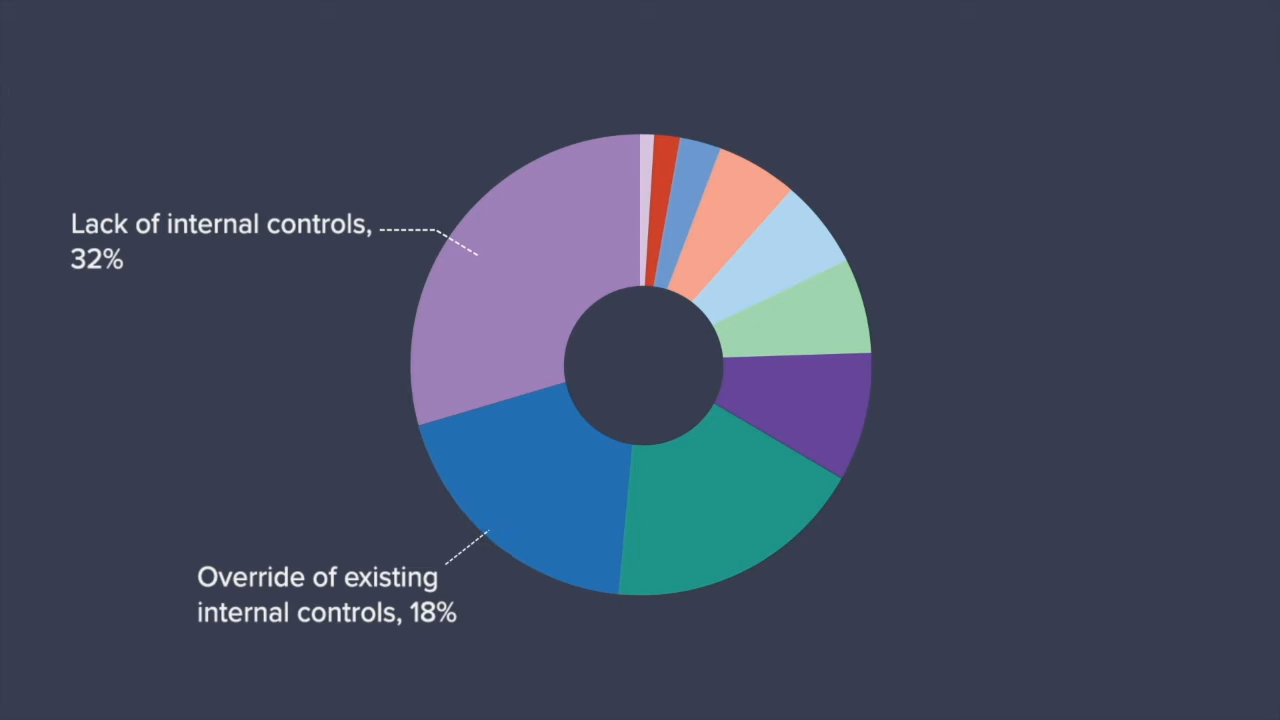 Lack of internal controls,
32%
Override of existing
internal controls, 18%